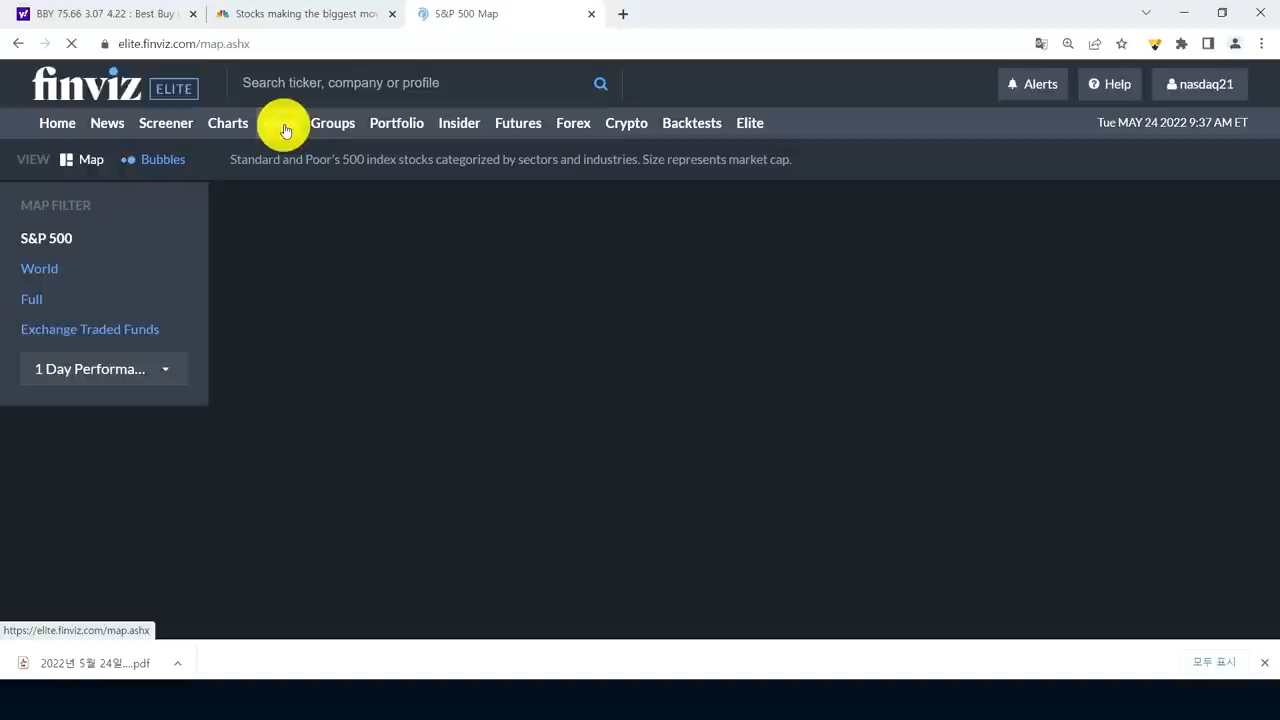 BBY 75.66 3.07 4.22 : Best Buy
Stocks making the biggest mov
S&P 500 Map
elite.finviz.com/map.ashx
finviz ELITE
Search ticker, company or profile
Alerts
Help
nasdaq21
Home News Screener Charts Groups Portfolio Insider Futures Forex Crypto Backtests Elite
Tue MAY 24 2022 9:37 AM ET
VIEW Map Bubbles
Standard and Poor's 500 index stocks categorized by sectors and industries. Size represents market cap.
MAP FILTER
S&P 500
World
Full
Exchange Traded Funds
1 Day Performa...
https://elite.finviz.com/map.ashx
2022년 5월 24일....pdf
모두 표시